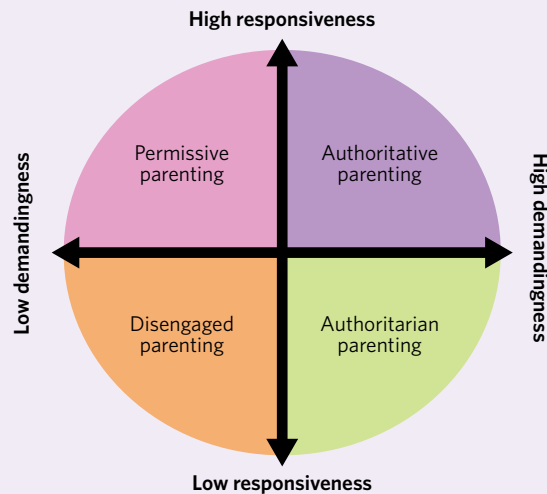 High responsiveness
Permissive
parenting
Authoritative
parenting
Low demandingness
High demandingness
Disengaged
parenting
Authoritarian
parenting
Low responsiveness